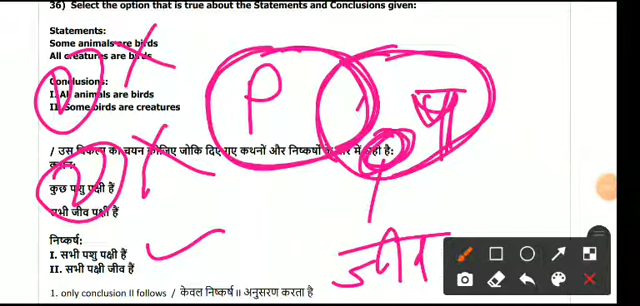 36) Select the option that is true about the Statements and Conclusions given:
Statements:
Some animals are birds
All creatures are birds
Conclusions:
I. All animals are birds
II. Some birds are creatures
P
/ उस विकल्प का चयन कीजिए जोकि दिए गए कथनों और निष्कर्षों के बारे में सही है:
कथन:
कुछ पशु पक्षी हैं
सभी जीव पक्षी हैं
निष्कर्ष:
I. सभी पशु पक्षी हैं
II. सभी पक्षी जीव हैं
जीव
1. only conclusion II follows / केवल निष्कर्ष II अनुसरण करता है